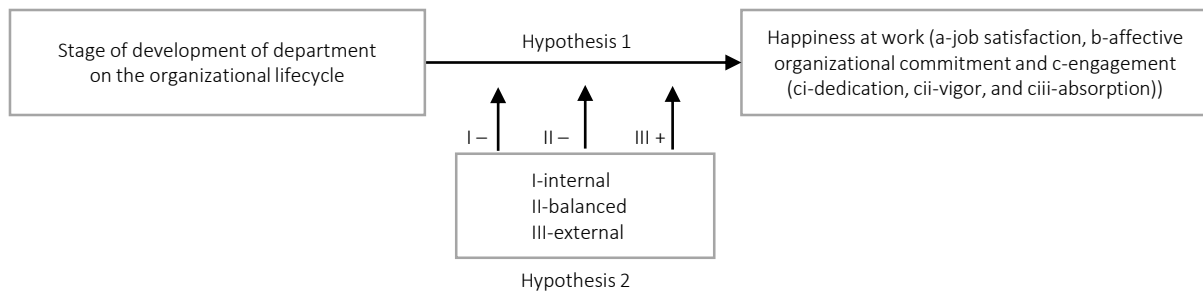 Stage of development of department
on the organizational lifecycle
Hypothesis 1
Happiness at work (a-job satisfaction, b-affective
organizational commitment and c-engagement
(ci-dedication, cii-vigor, and ciii-absorption))
I – II – III +
I-internal
II-balanced
III-external
Hypothesis 2